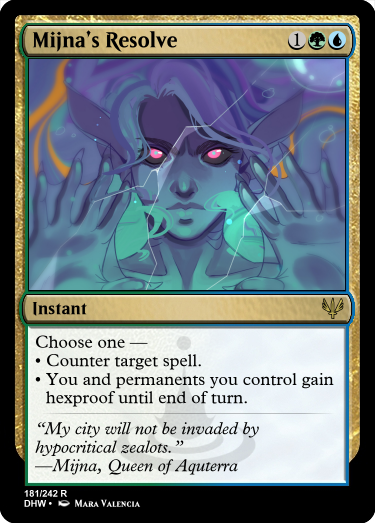 Mijna's Resolve 1
Instant
Choose one —
• Counter target spell.
• You and permanents you control gain
hexproof until end of turn.
“My city will not be invaded by
hypocritical zealots.”
—Mijna, Queen of Aquterra
181/242 R
DHW • Mara Valencia